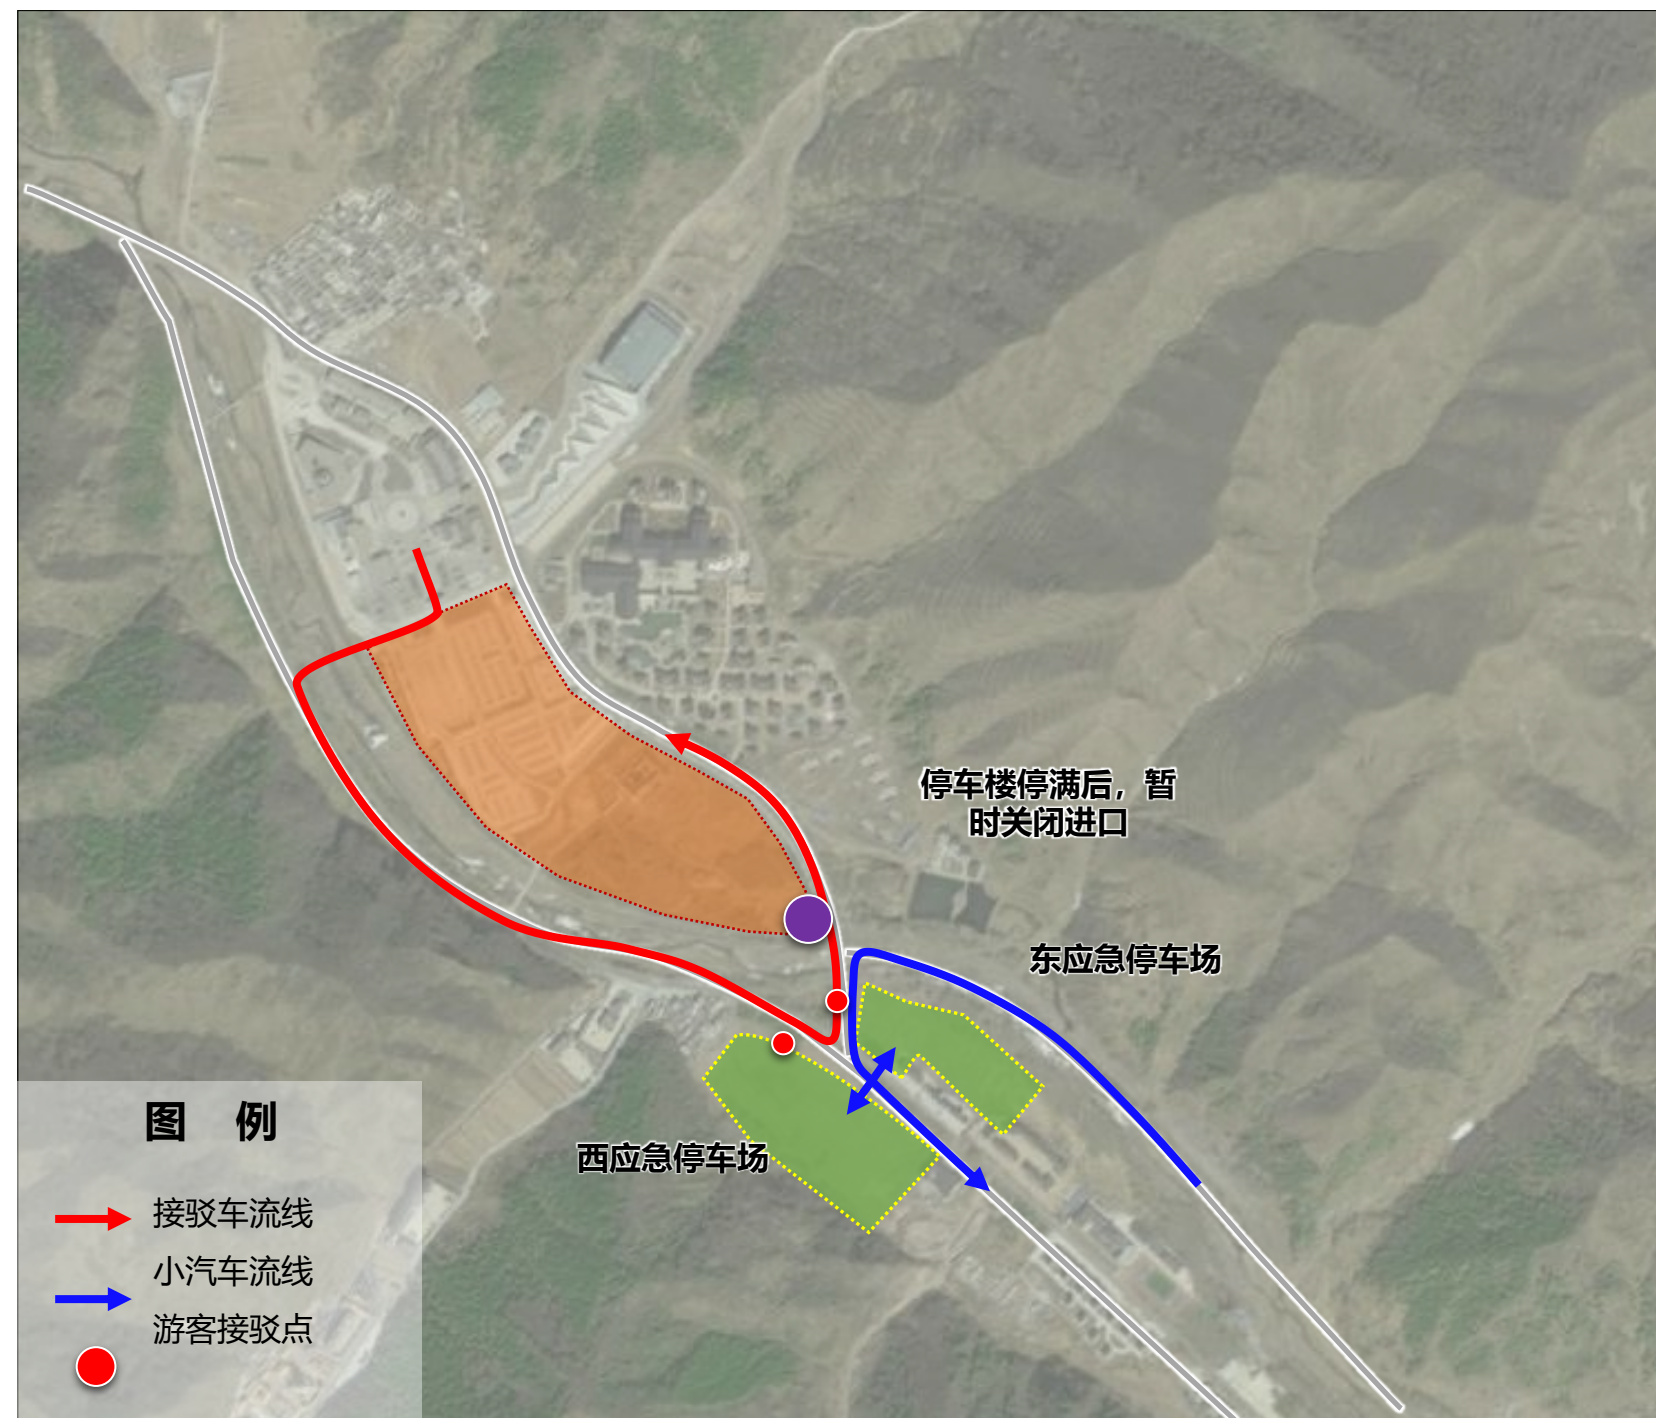 停车楼停满后，暂
时关闭进口
东应急停车场
西应急停车场
图 例
接驳车流线
小汽车流线
游客接驳点